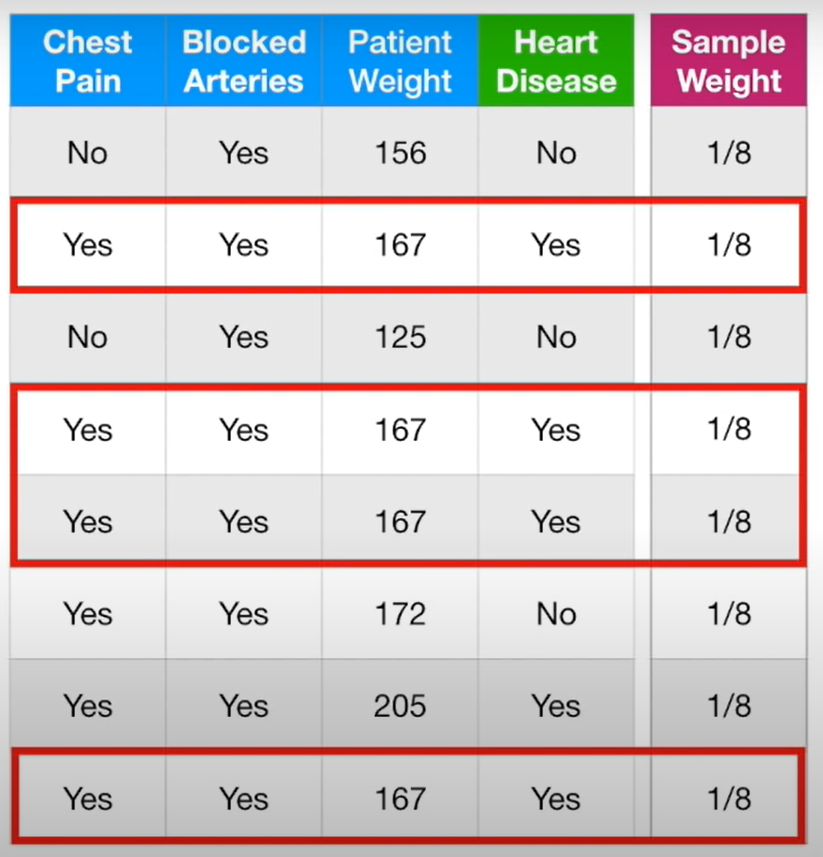 Chest Pain Blocked Arteries Patient Weight Heart Disease Sample Weight
No Yes 156 No 1/8
Yes Yes 167 Yes 1/8
No Yes 125 No 1/8
Yes Yes 167 Yes 1/8
Yes Yes 167 Yes 1/8
Yes Yes 172 No 1/8
Yes Yes 205 Yes 1/8
Yes Yes 167 Yes 1/8